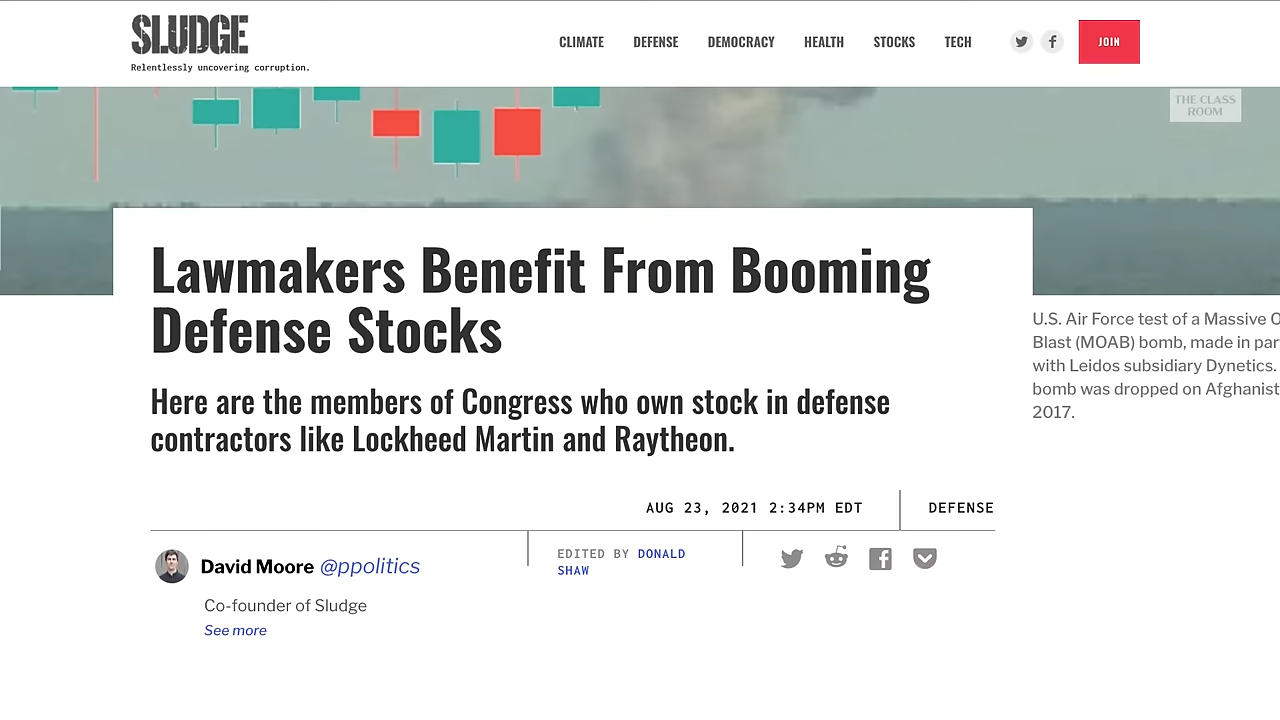 SLUDGE
Relentlessly uncovering corruption.
CLIMATE DEFENSE DEMOCRACY HEALTH STOCKS TECH JOIN
THE CLASS
ROOM
Lawmakers Benefit From Booming
Defense Stocks
Here are the members of Congress who own stock in defense
contractors like Lockheed Martin and Raytheon.
U.S. Air Force test of a Massive O
Blast (MOAB) bomb, made in par
with Leidos subsidiary Dynetics.
bomb was dropped on Afghanist
2017.
AUG 23, 2021 2:34PM EDT DEFENSE
David Moore @ppolitics
Co-founder of Sludge
See more
EDITED BY DONALD
SHAW